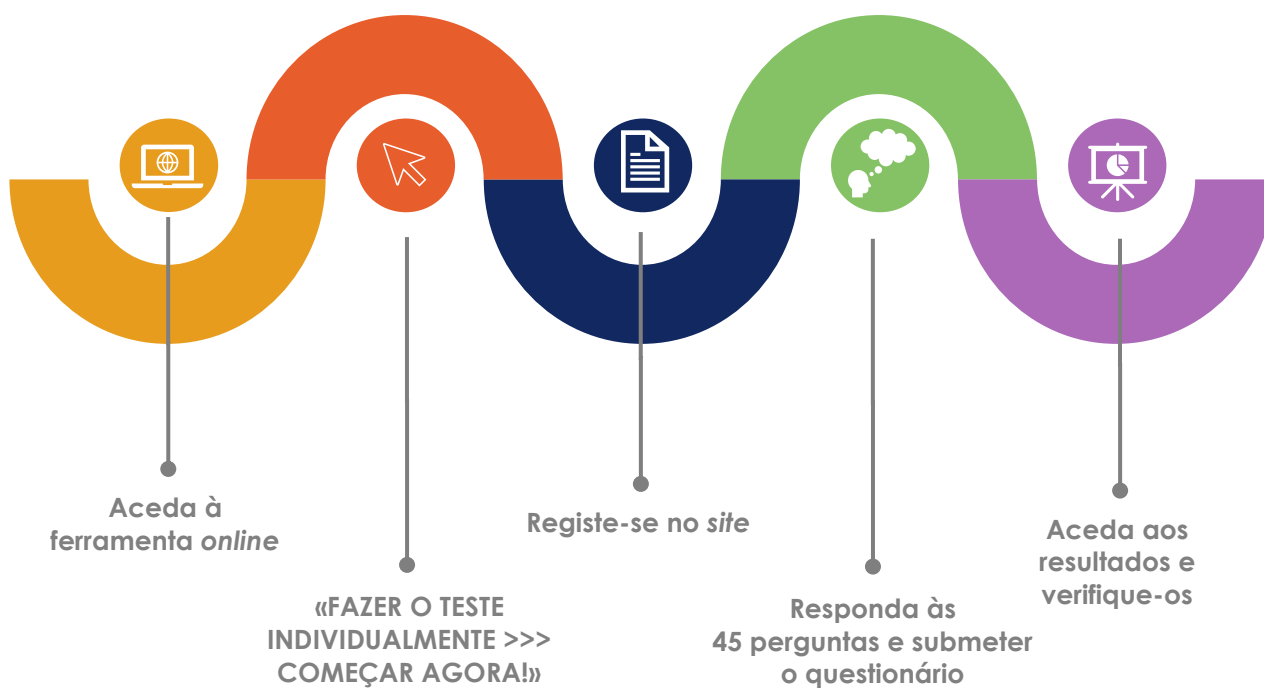 Aceda à
ferramenta online
«FAZER O TESTE
INDIVIDUALMENTE >>>
COMEÇAR AGORA!»
Registe-se no site
Responda às
45 perguntas e submeter
o questionário
Aceda aos
resultados e
verifique-os